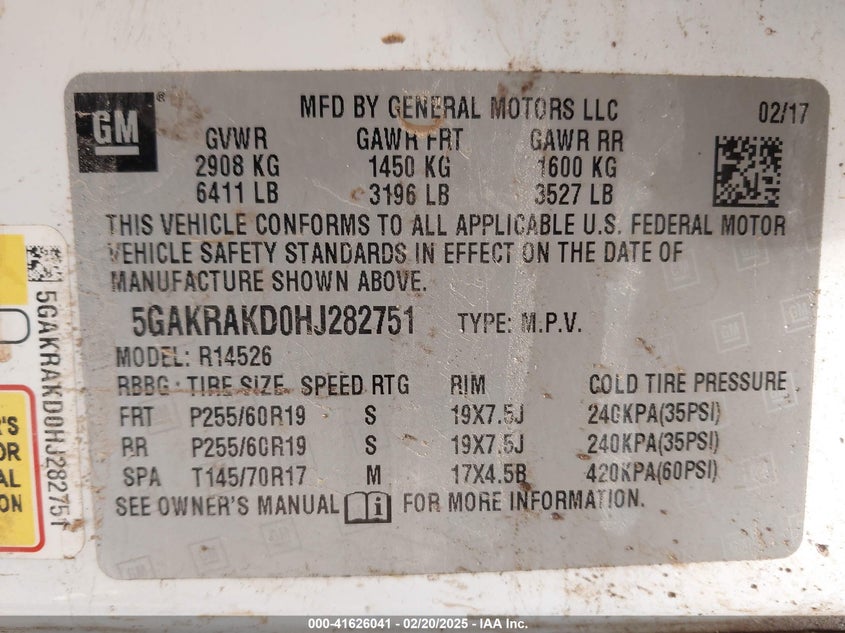 GM ®
MFD BY GENERAL MOTORS LLC 02/17
GVWR GAWR FRT GAWR RR
2908 KG 1450 KG 1600 KG
6411 LB 3196 LB 3527 LB
THIS VEHICLE CONFORMS TO ALL APPLICABLE U.S. FEDERAL MOTOR
VEHICLE SAFETY STANDARDS IN EFFECT ON THE DATE OF
MANUFACTURE SHOWN ABOVE.
5GAKRAKD0HJ282751 TYPE: M.P.V.
MODEL: R14526
RBBG: TIRE SIZE SPEED RTG RIM COLD TIRE PRESSURE
FRT P255/60R19 S 19X7.5J 240KPA(35PSI)
RR P255/60R19 S 19X7.5J 240KPA(35PSI)
SPA T145/70R17 M 17X4.5B 420KPA(60PSI)
SEE OWNER'S MANUAL FOR MORE INFORMATION.
5GAKRAKD0HJ282751
000-41626041 - 02/20/2025 - IAA Inc.